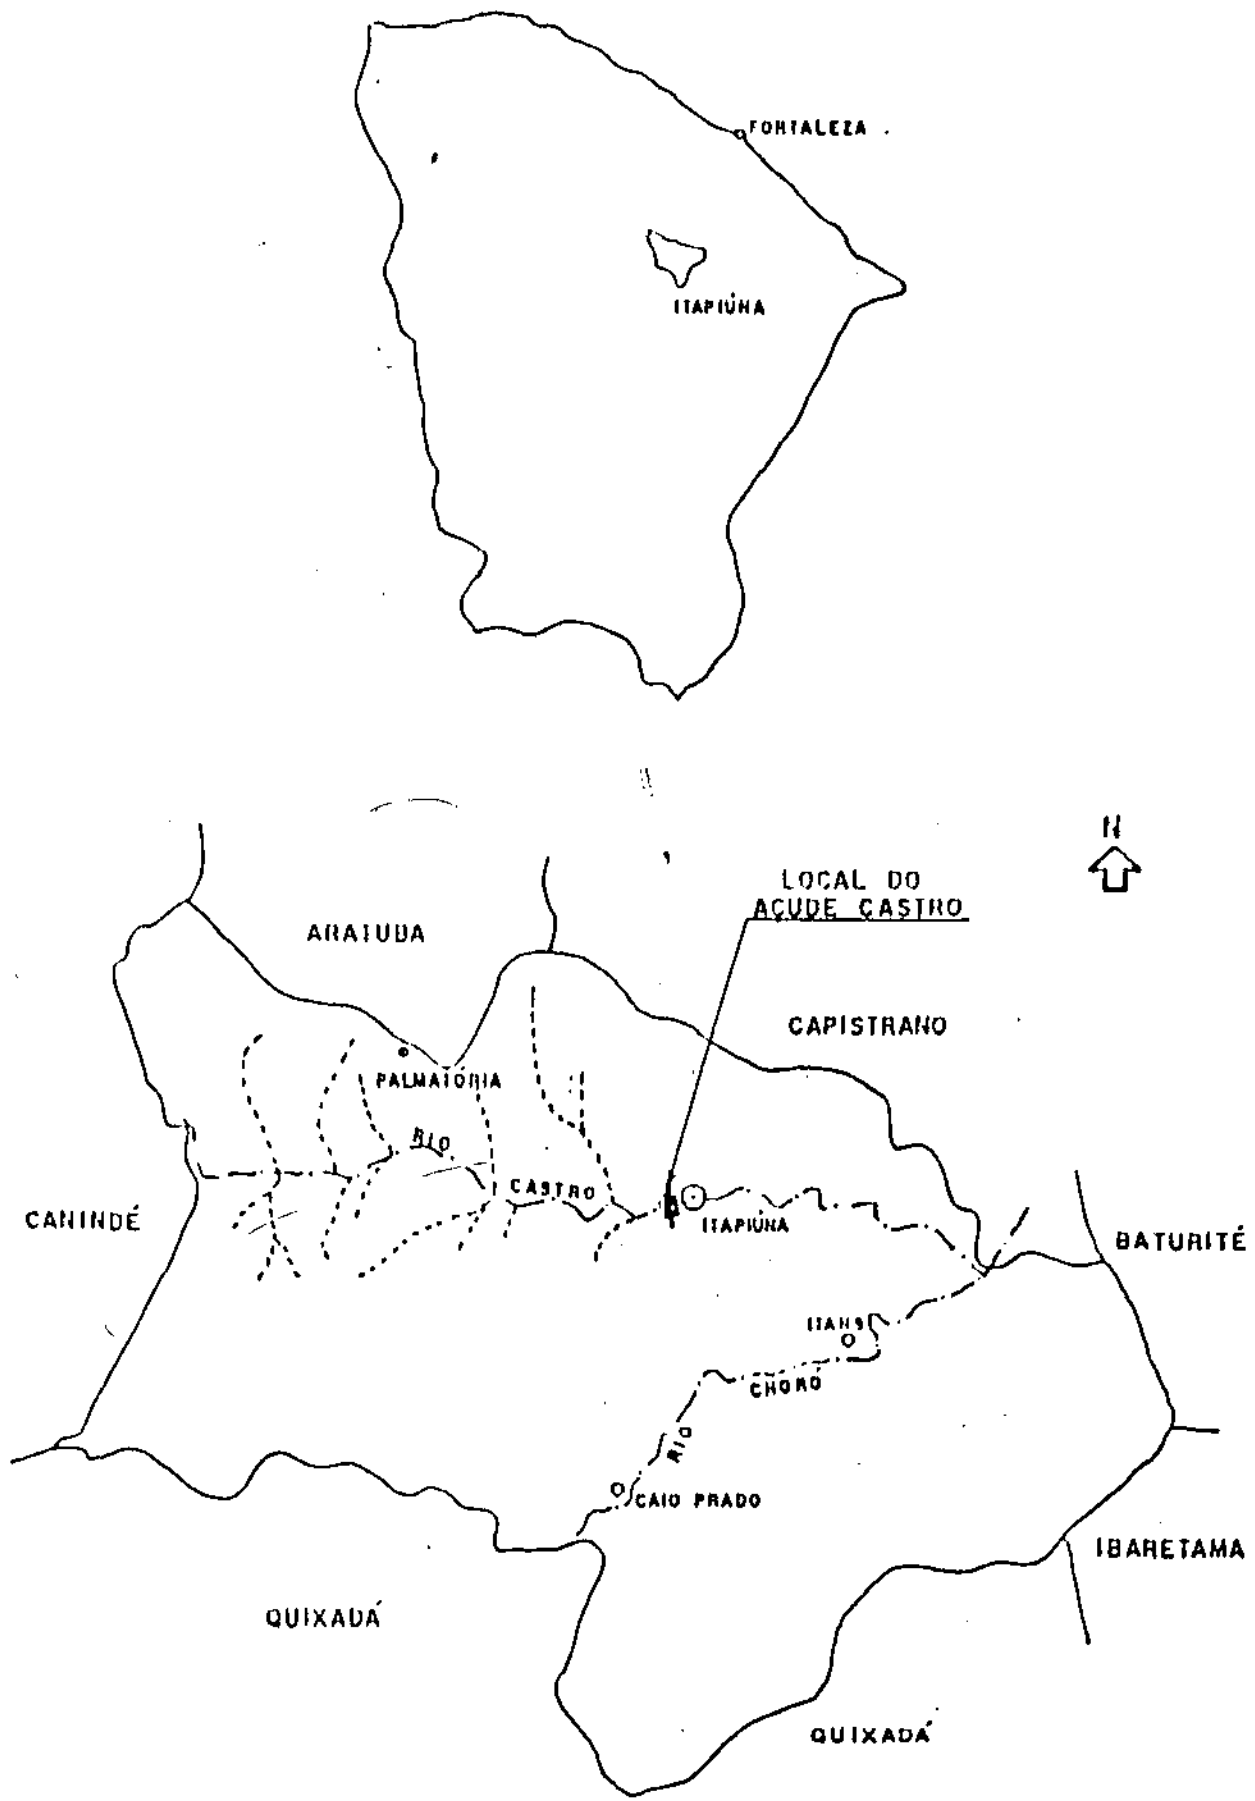 FORTALEZA
ITAPIÚNA
N
LOCAL DO
AÇUDE CASTRO
ARATUBA
CAPISTRANO
PALMATÓRIA
RIO
CASTRO
CANINDÉ
ITAPIÚNA
BATURITÉ
ITANS
CHORÓ
RIO
CAIO PRADO
IBARETAMA
QUIXADÁ
QUIXADÁ